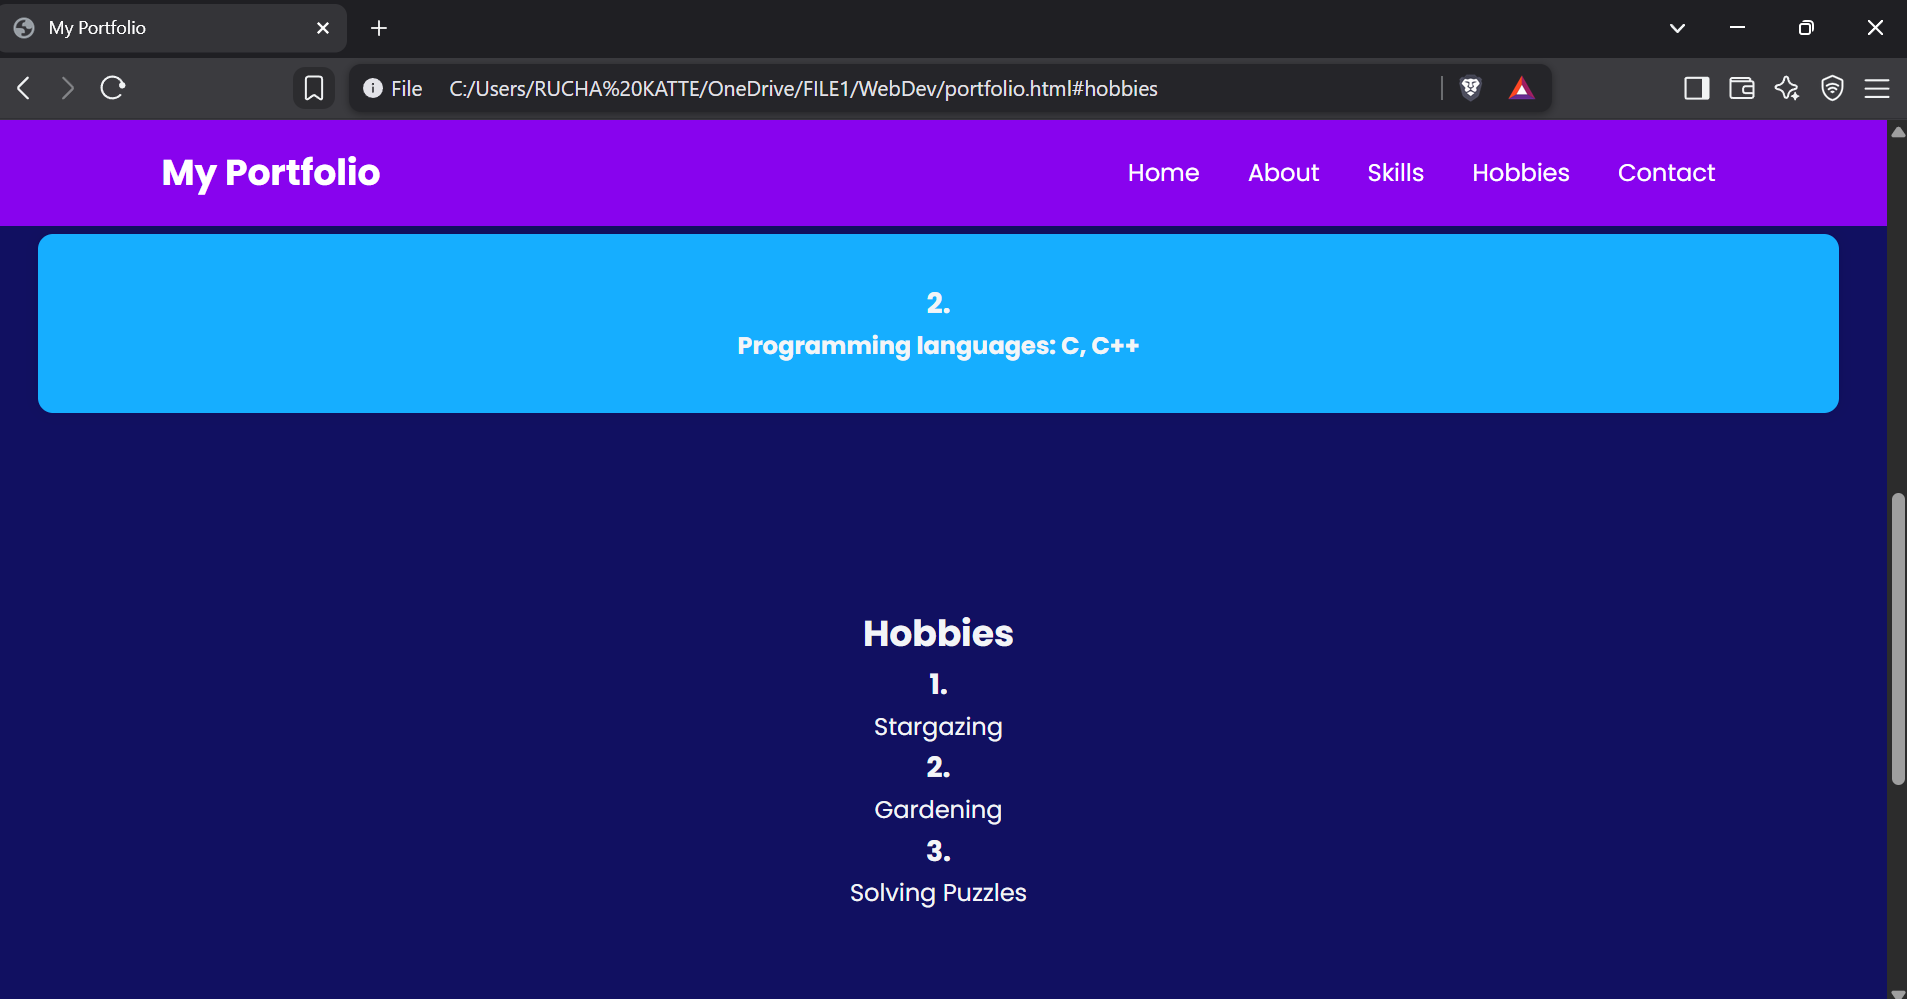 My Portfolio
File C:/Users/RUCHA%20KATTE/OneDrive/FILE1/WebDev/portfolio.html#hobbies
My Portfolio Home About Skills Hobbies Contact
2.
Programming languages: C, C++
Hobbies
1.
Stargazing
2.
Gardening
3.
Solving Puzzles